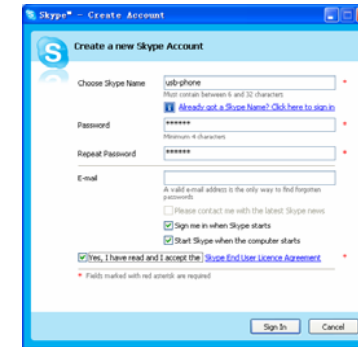 Skype™ - Create Account
Create a new Skype Account
Choose Skype Name
usb-phone
*
Must contain between 6 and 32 characters
Already got a Skype Name? Click here to sign in
Password
******
*
Minimum 4 characters
Repeat Password
******
*
E-mail
A valid e-mail address is the only way to find forgotten
passwords
Please contact me with the latest Skype news
Sign me in when Skype starts
Start Skype when the computer starts
Yes, I have read and I accept the Skype End User Licence Agreement *
* Fields marked with red asterisk are required
Sign In Cancel